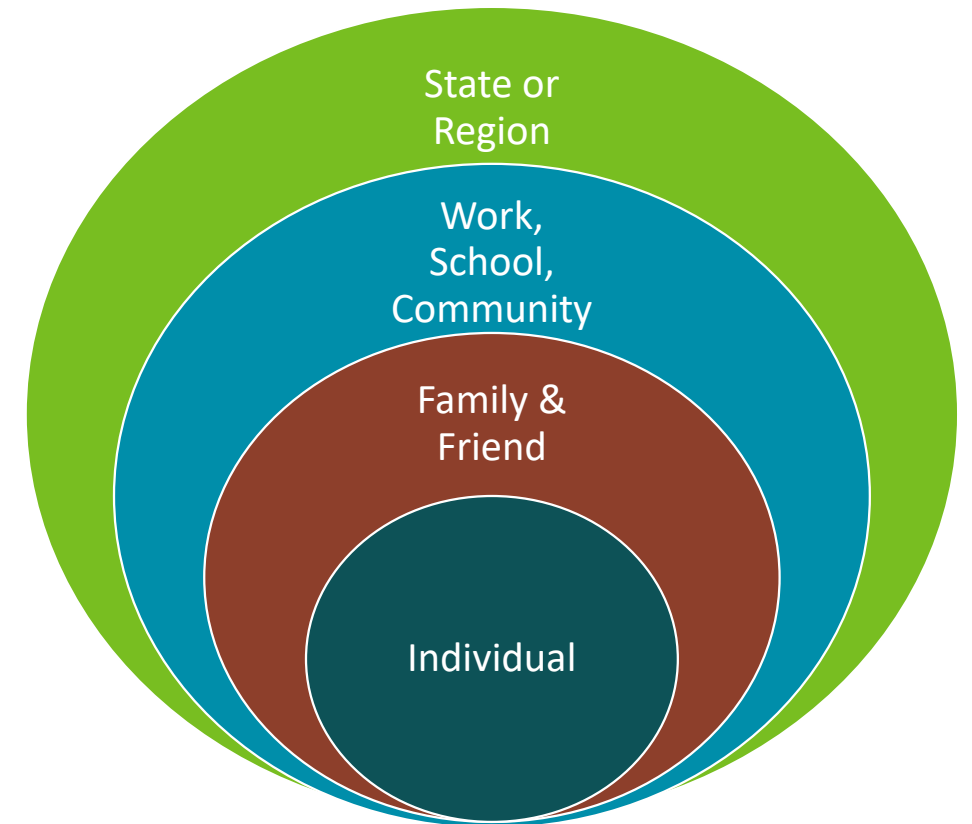 State or
Region
Work,
School,
Community
Family &
Friend
Individual